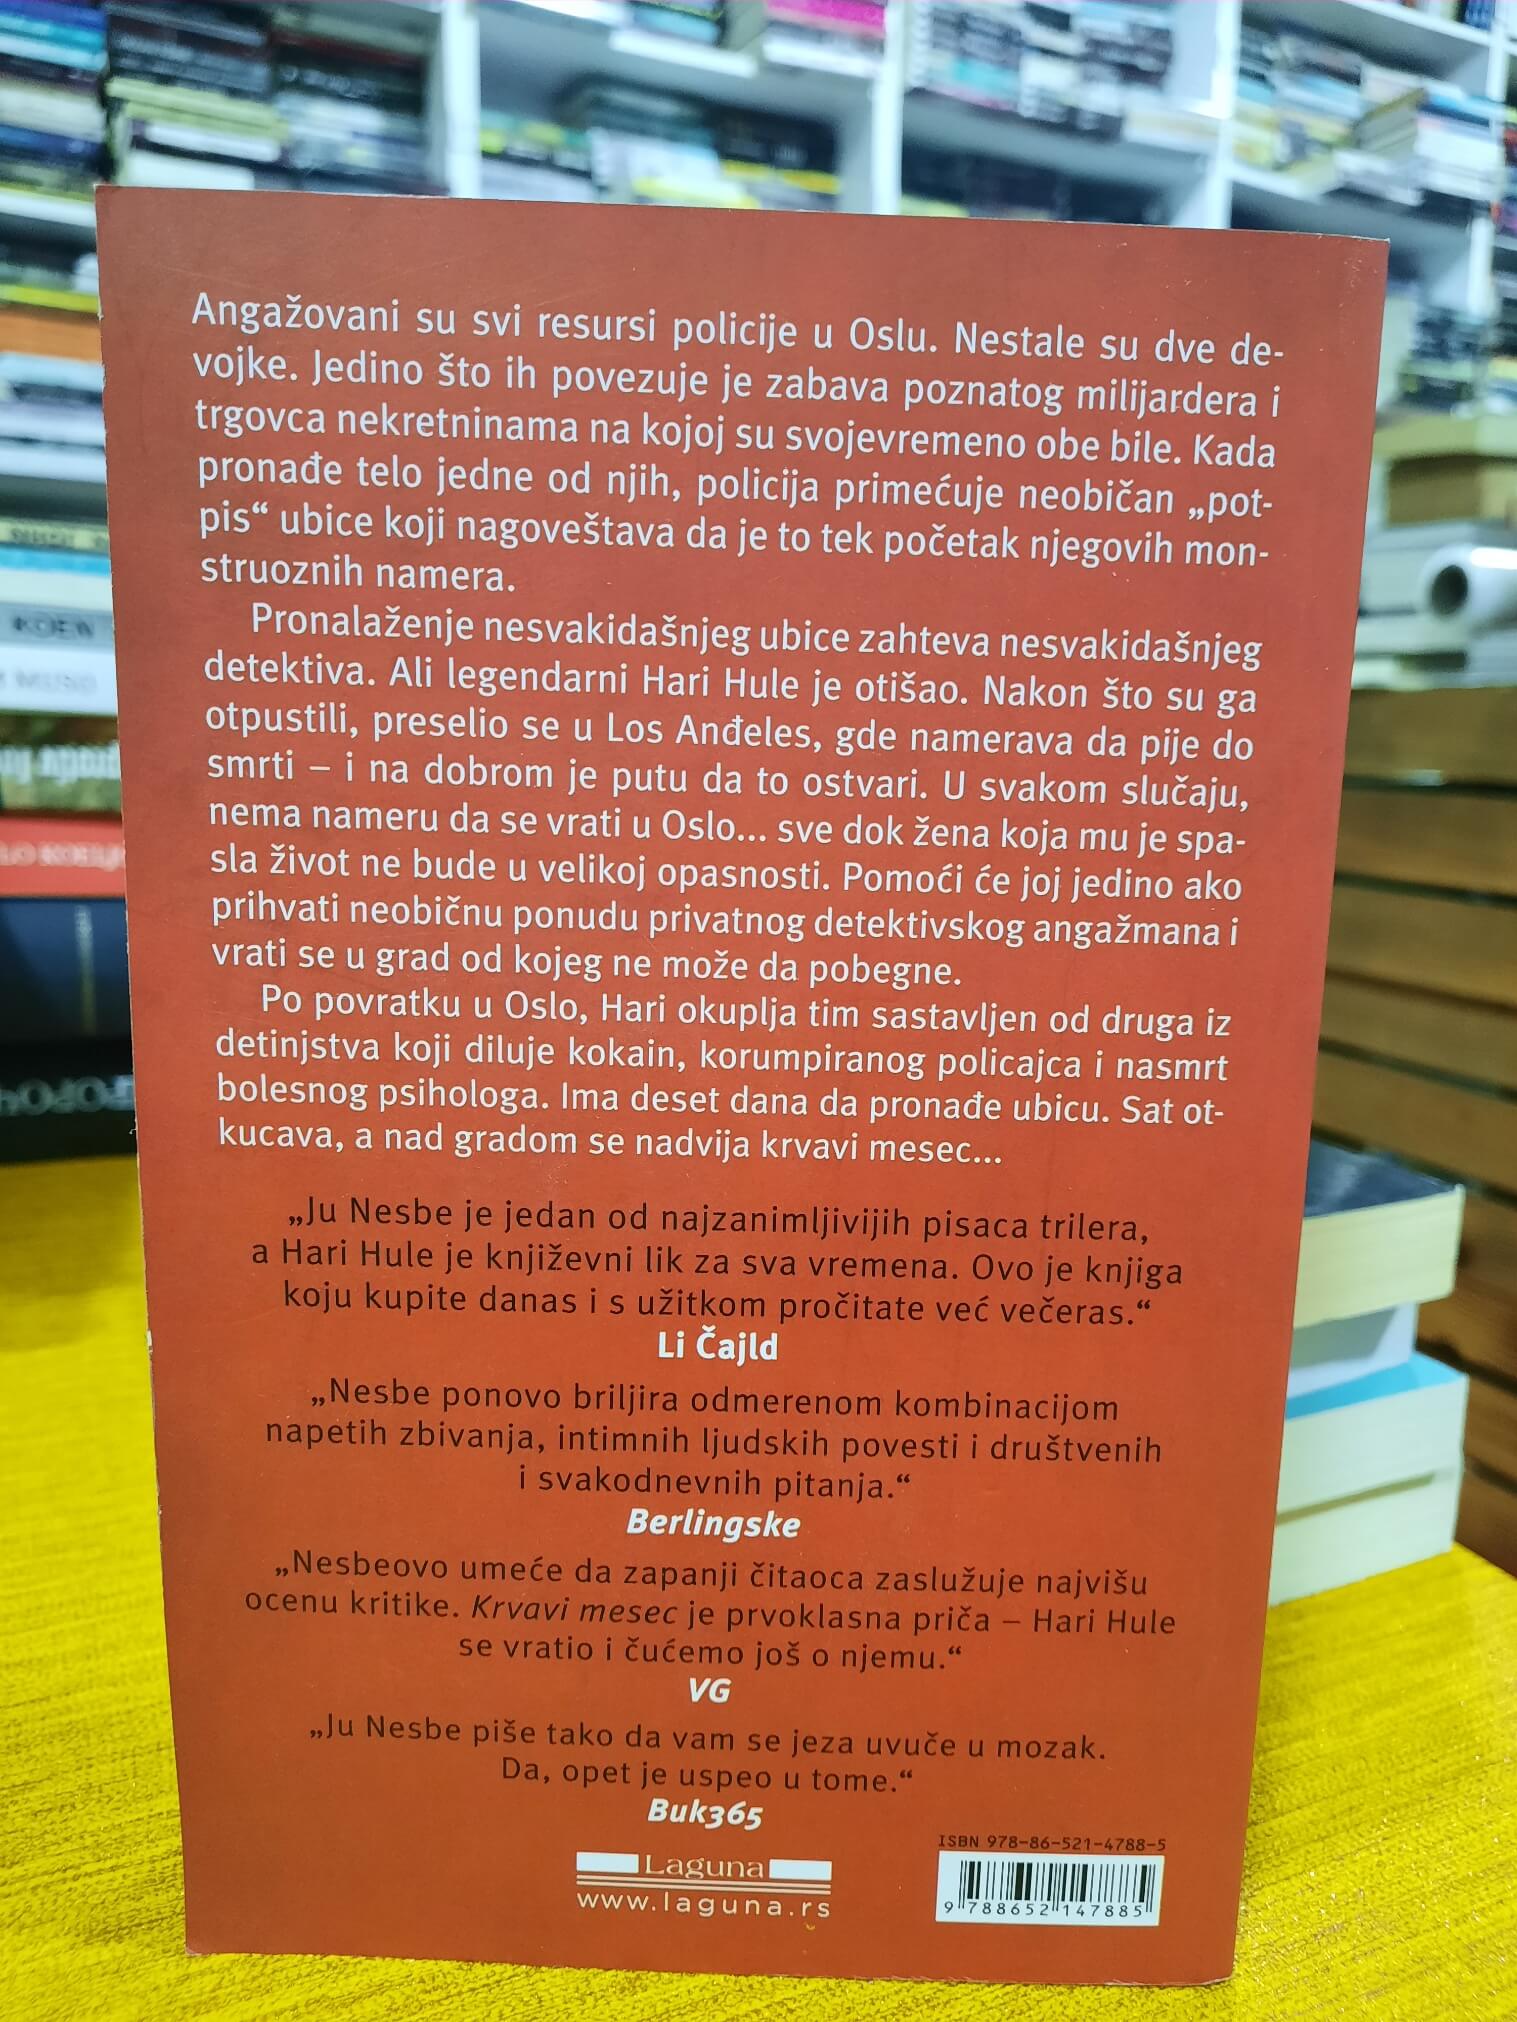 Angažovani su svi resursi policije u Oslu. Nestale su dve de-
vojke. Jedino što ih povezuje je zabava poznatog milijardera i
trgovca nekretninama na kojoj su svojevremeno obe bile. Kada
pronađe telo jedne od njih, policija primećuje neobičan „pot-
pis“ ubice koji nagoveštava da je to tek početak njegovih mon-
struoznih namera.
Pronalaženje nesvakidašnjeg ubice zahteva nesvakidašnjeg
detektiva. Ali legendarni Hari Hule je otišao. Nakon što su ga
otpustili, preselio se u Los Anđeles, gde namerava da pije do
smrti – i na dobrom je putu da to ostvari. U svakom slučaju,
nema nameru da se vrati u Oslo... sve dok žena koja mu je spa-
sla život ne bude u velikoj opasnosti. Pomoći će joj jedino ako
prihvati neobičnu ponudu privatnog detektivskog angažmana i
vrati se u grad od kojeg ne može da pobegne.
Po povratku u Oslo, Hari okuplja tim sastavljen od druga iz
detinjstva koji diluje kokain, korumpiranog policajca i nasmrt
bolesnog psihologa. Ima deset dana da pronađe ubicu. Sat ot-
kucava, a nad gradom se nadvija krvavi mesec...
„Ju Nesbe je jedan od najzanimljivijih pisaca trilera,
a Hari Hule je književni lik za sva vremena. Ovo je knjiga
koju kupite danas i s užitkom pročitate već večeras.“
Li Čajld
„Nesbe ponovo briljira odmerenom kombinacijom
napetih zbivanja, intimnih ljudskih povesti i društvenih
i svakodnevnih pitanja.“
Berlingske
„Nesbeovo umeće da zapanji čitaoca zaslužuje najvišu
ocenu kritike. Krvavi mesec je prvoklasna priča – Hari Hule
se vratio i čućemo još o njemu.“
VG
„Ju Nesbe piše tako da vam se jeza uvuče u mozak.
Da, opet je uspeo u tome.“
Buk365
Laguna
www.laguna.rs
ISBN 978-86-521-4788-5
9 788652 147885
KOEN